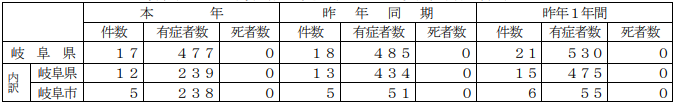 本　　　年 昨　年　同　期 昨年１年間
件数 有症者数 死者数 件数 有症者数 死者数 件数 有症者数 死者数
岐　阜　県 １７ ４７７ ０ １８ ４８５ ０ ２１ ５３０ ０
内訳 岐阜県 １２ ２３９ ０ １３ ４３４ ０ １５ ４７５ ０
岐阜市 ５ ２３８ ０ ５ ５１ ０ ６ ５５ ０